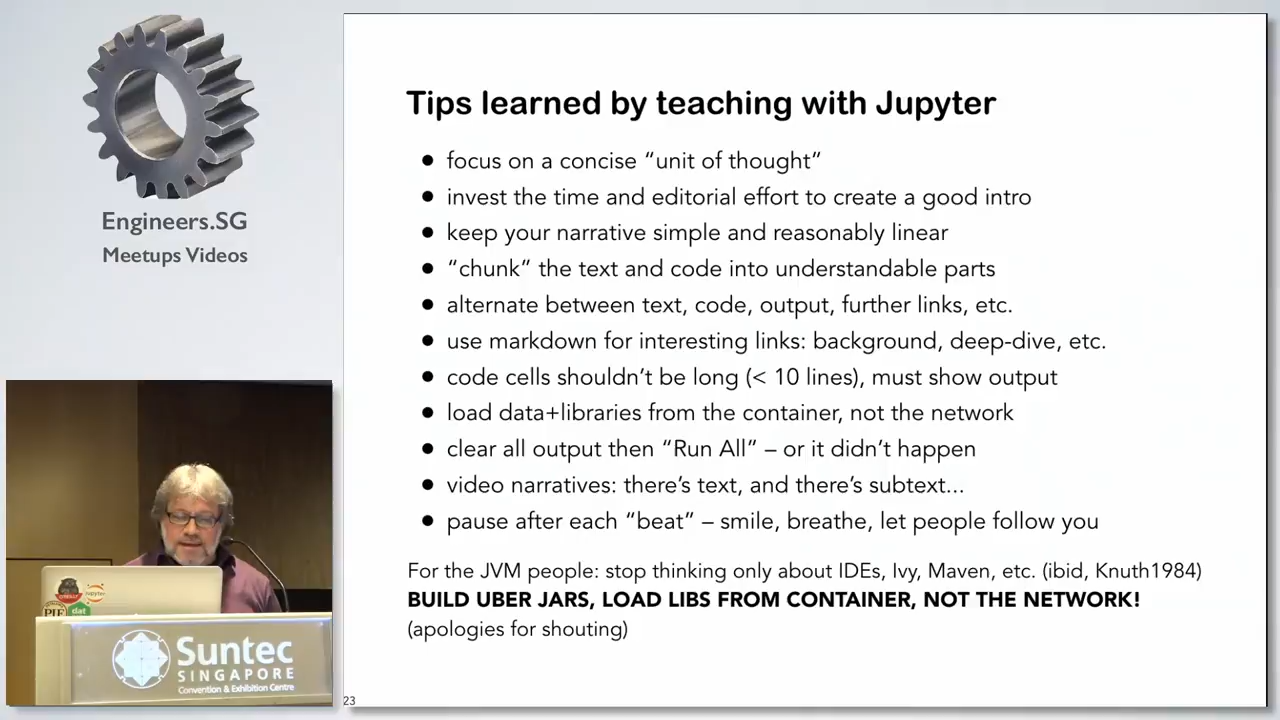 Engineers.SG
Meetups Videos
Tips learned by teaching with Jupyter
● focus on a concise “unit of thought”
● invest the time and editorial effort to create a good intro
● keep your narrative simple and reasonably linear
● “chunk” the text and code into understandable parts
● alternate between text, code, output, further links, etc.
● use markdown for interesting links: background, deep-dive, etc.
● code cells shouldn’t be long (< 10 lines), must show output
● load data+libraries from the container, not the network
● clear all output then “Run All” – or it didn’t happen
● video narratives: there’s text, and there’s subtext...
● pause after each “beat” – smile, breathe, let people follow you
For the JVM people: stop thinking only about IDEs, Ivy, Maven, etc. (ibid, Knuth1984)
BUILD UBER JARS, LOAD LIBS FROM CONTAINER, NOT THE NETWORK!
(apologies for shouting)
23
jupyter
dat
Suntec
SINGAPORE
Convention & Exhibition Centre